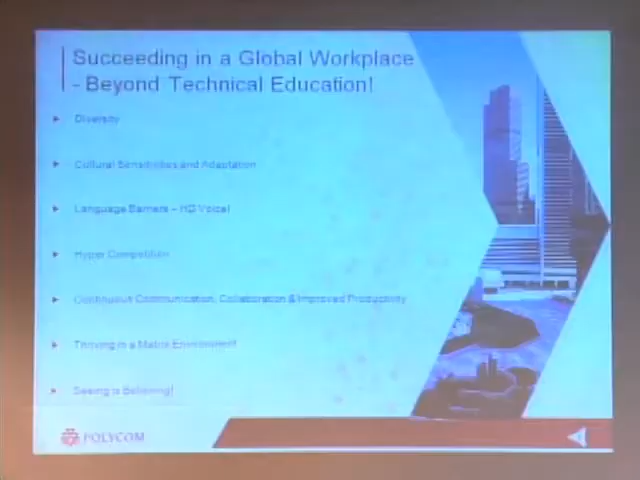 Succeeding in a Global Workplace
- Beyond Technical Education!
Diversity
Cultural Sensitivities and Adaptation
Language Barriers – HD Voice!
Hyper Competition
Continuous Communication, Collaboration & Improved Productivity
Thriving in a Matrix Environment
Seeing is Believing!
POLYCOM